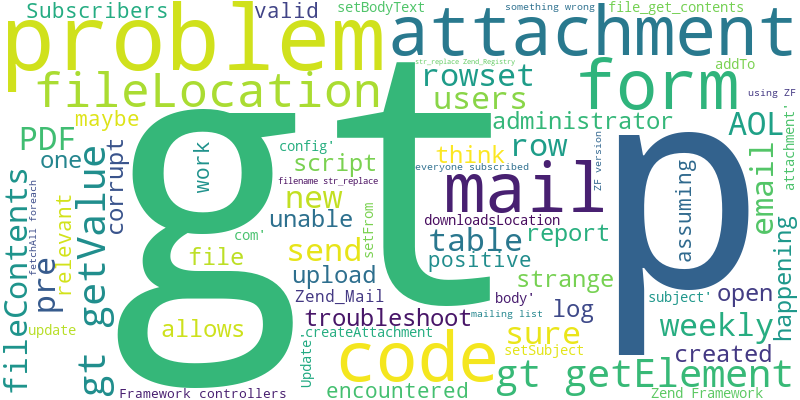 problem
attachment
Subscribers
valid
setBodyText
something wrong
file_get_contents
str_replace Zend_Registry
addTo
using ZF
fileLocation
rowset
users
form
maybe
PDF
one
gt
p
administrator
AOL
work
config'
script
think
row
ZF version
attachment'
filename str_replace
everyone subscribed
mail
assuming
email
fileContents
fetchAll foreach
pre
relevant
gt getValue
corrupt
new
unable
setFrom
downloadsLocation
com'
file
send
table
report
positive
happening
upload
strange
Zend_Mail
body'
subject'
open
allows
troubleshoot
mailing list
log
update
Update.
createAttachment
code
sure
weekly
setSubject
created
Framework controllers
encountered
gt getElement
Zend Framework